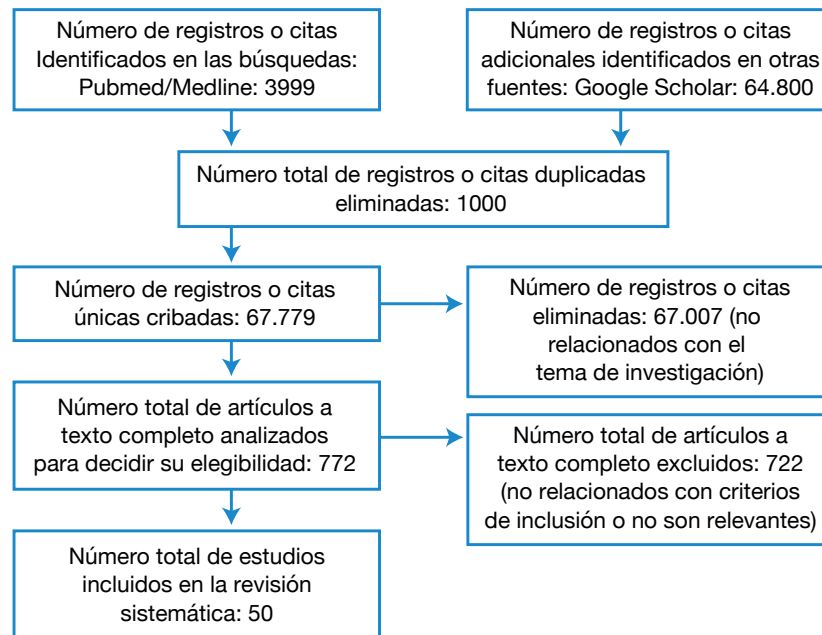 Número de registros o citas
Identificados en las búsquedas:
Pubmed/Medline: 3999
Número de registros o citas
adicionales identificados en otras
fuentes: Google Scholar: 64.800
Número total de registros o citas duplicadas
eliminadas: 1000
Número de registros o citas
únicas cribadas: 67.779
Número de registros o citas
eliminadas: 67.007 (no
relacionados con el
tema de investigación)
Número total de artículos a
texto completo analizados
para decidir su elegibilidad: 772
Número total de artículos a
texto completo excluidos: 722
(no relacionados con criterios
de inclusión o no son relevantes)
Número total de estudios
incluidos en la revisión
sistemática: 50